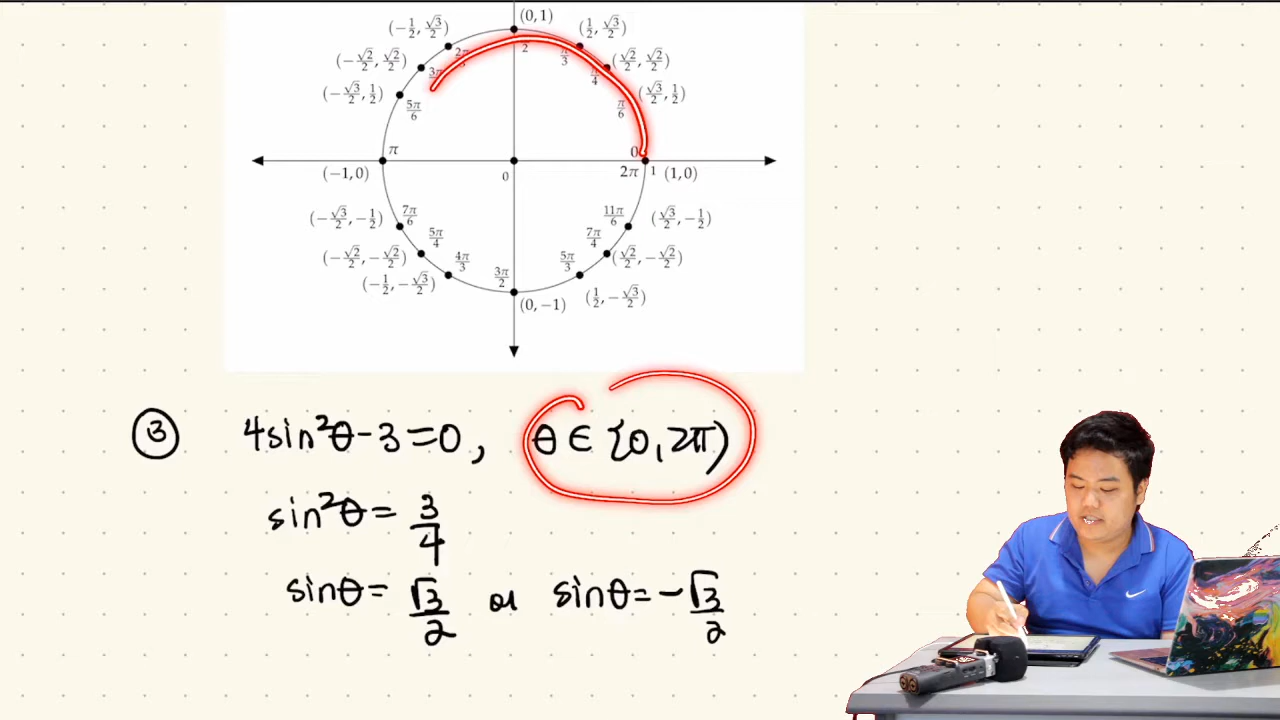 (0, 1)
(−1/2, √3/2) (1/2, √3/2)
(−√2/2, √2/2) (√2/2, √2/2)
(−√3/2, 1/2) (√3/2, 1/2)
π/3
π/4
π/6
5π/6
π 0
(−1, 0) 0 2π 1 (1, 0)
(−√3/2, −1/2) 7π/6 11π/6 (√3/2, −1/2)
5π/4 7π/4
(−√2/2, −√2/2) 4π/3 3π/2 5π/3 (√2/2, −√2/2)
(−1/2, −√3/2) (0, −1) (1/2, −√3/2)
③ 4sin²θ-3=0, θ∈{0,2π)
sin²θ = 3/4
sinθ = √3/2 or sinθ = -√3/2